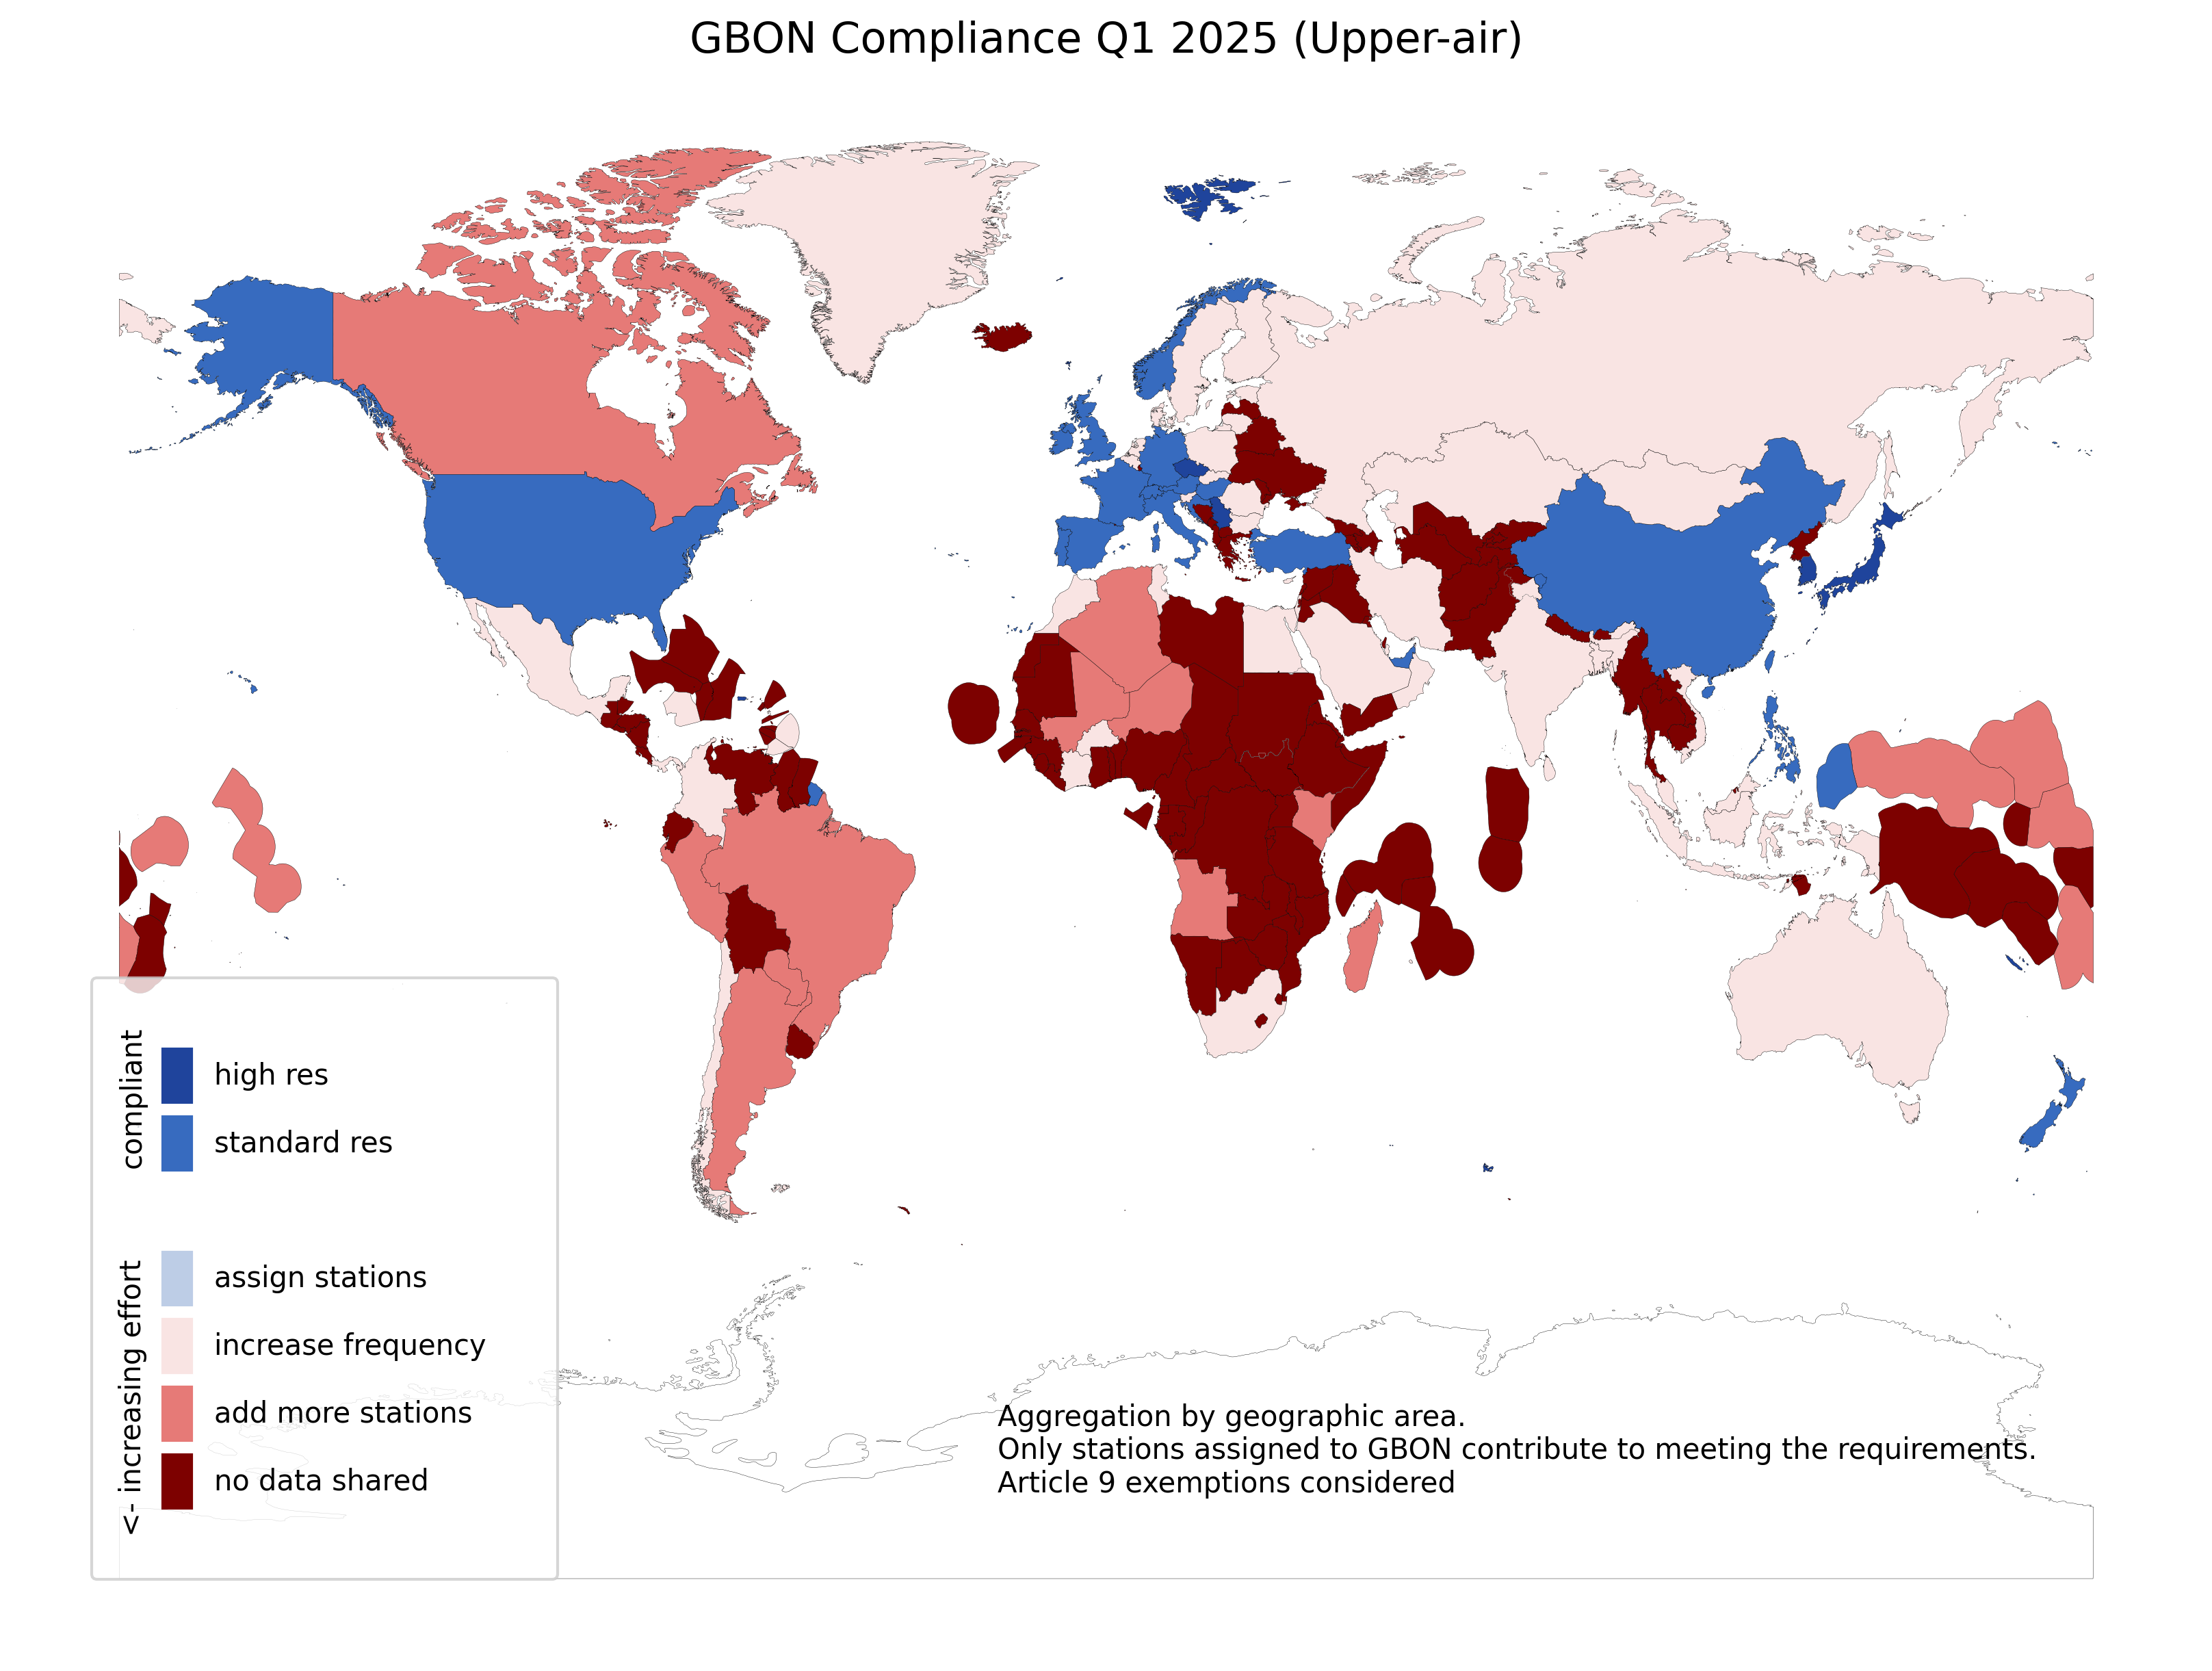 GBON Compliance Q1 2025 (Upper-air)
compliant
high res
standard res
<- increasing effort
assign stations
increase frequency
add more stations
no data shared
Aggregation by geographic area.
Only stations assigned to GBON contribute to meeting the requirements.
Article 9 exemptions considered